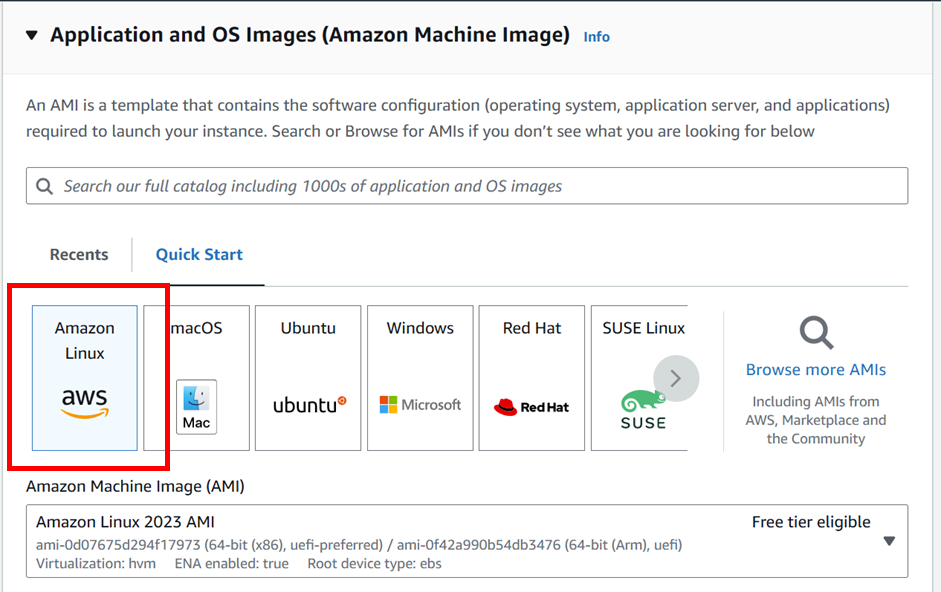 Application and OS Images (Amazon Machine Image) Info
An AMI is a template that contains the software configuration (operating system, application server, and applications)
required to launch your instance. Search or Browse for AMIs if you don’t see what you are looking for below
Search our full catalog including 1000s of application and OS images
Recents
Quick Start
Amazon
Linux
aws
macOS
Mac
Ubuntu
ubuntu
Windows
Microsoft
Red Hat
Red Hat
SUSE Linux
SUSE
Browse more AMIs
Including AMIs from
AWS, Marketplace and
the Community
Amazon Machine Image (AMI)
Amazon Linux 2023 AMI
Free tier eligible
ami-0d07675d294f17973 (64-bit (x86), uefi-preferred) / ami-0f42a990b54db3476 (64-bit (Arm), uefi)
Virtualization: hvm ENA enabled: true Root device type: ebs